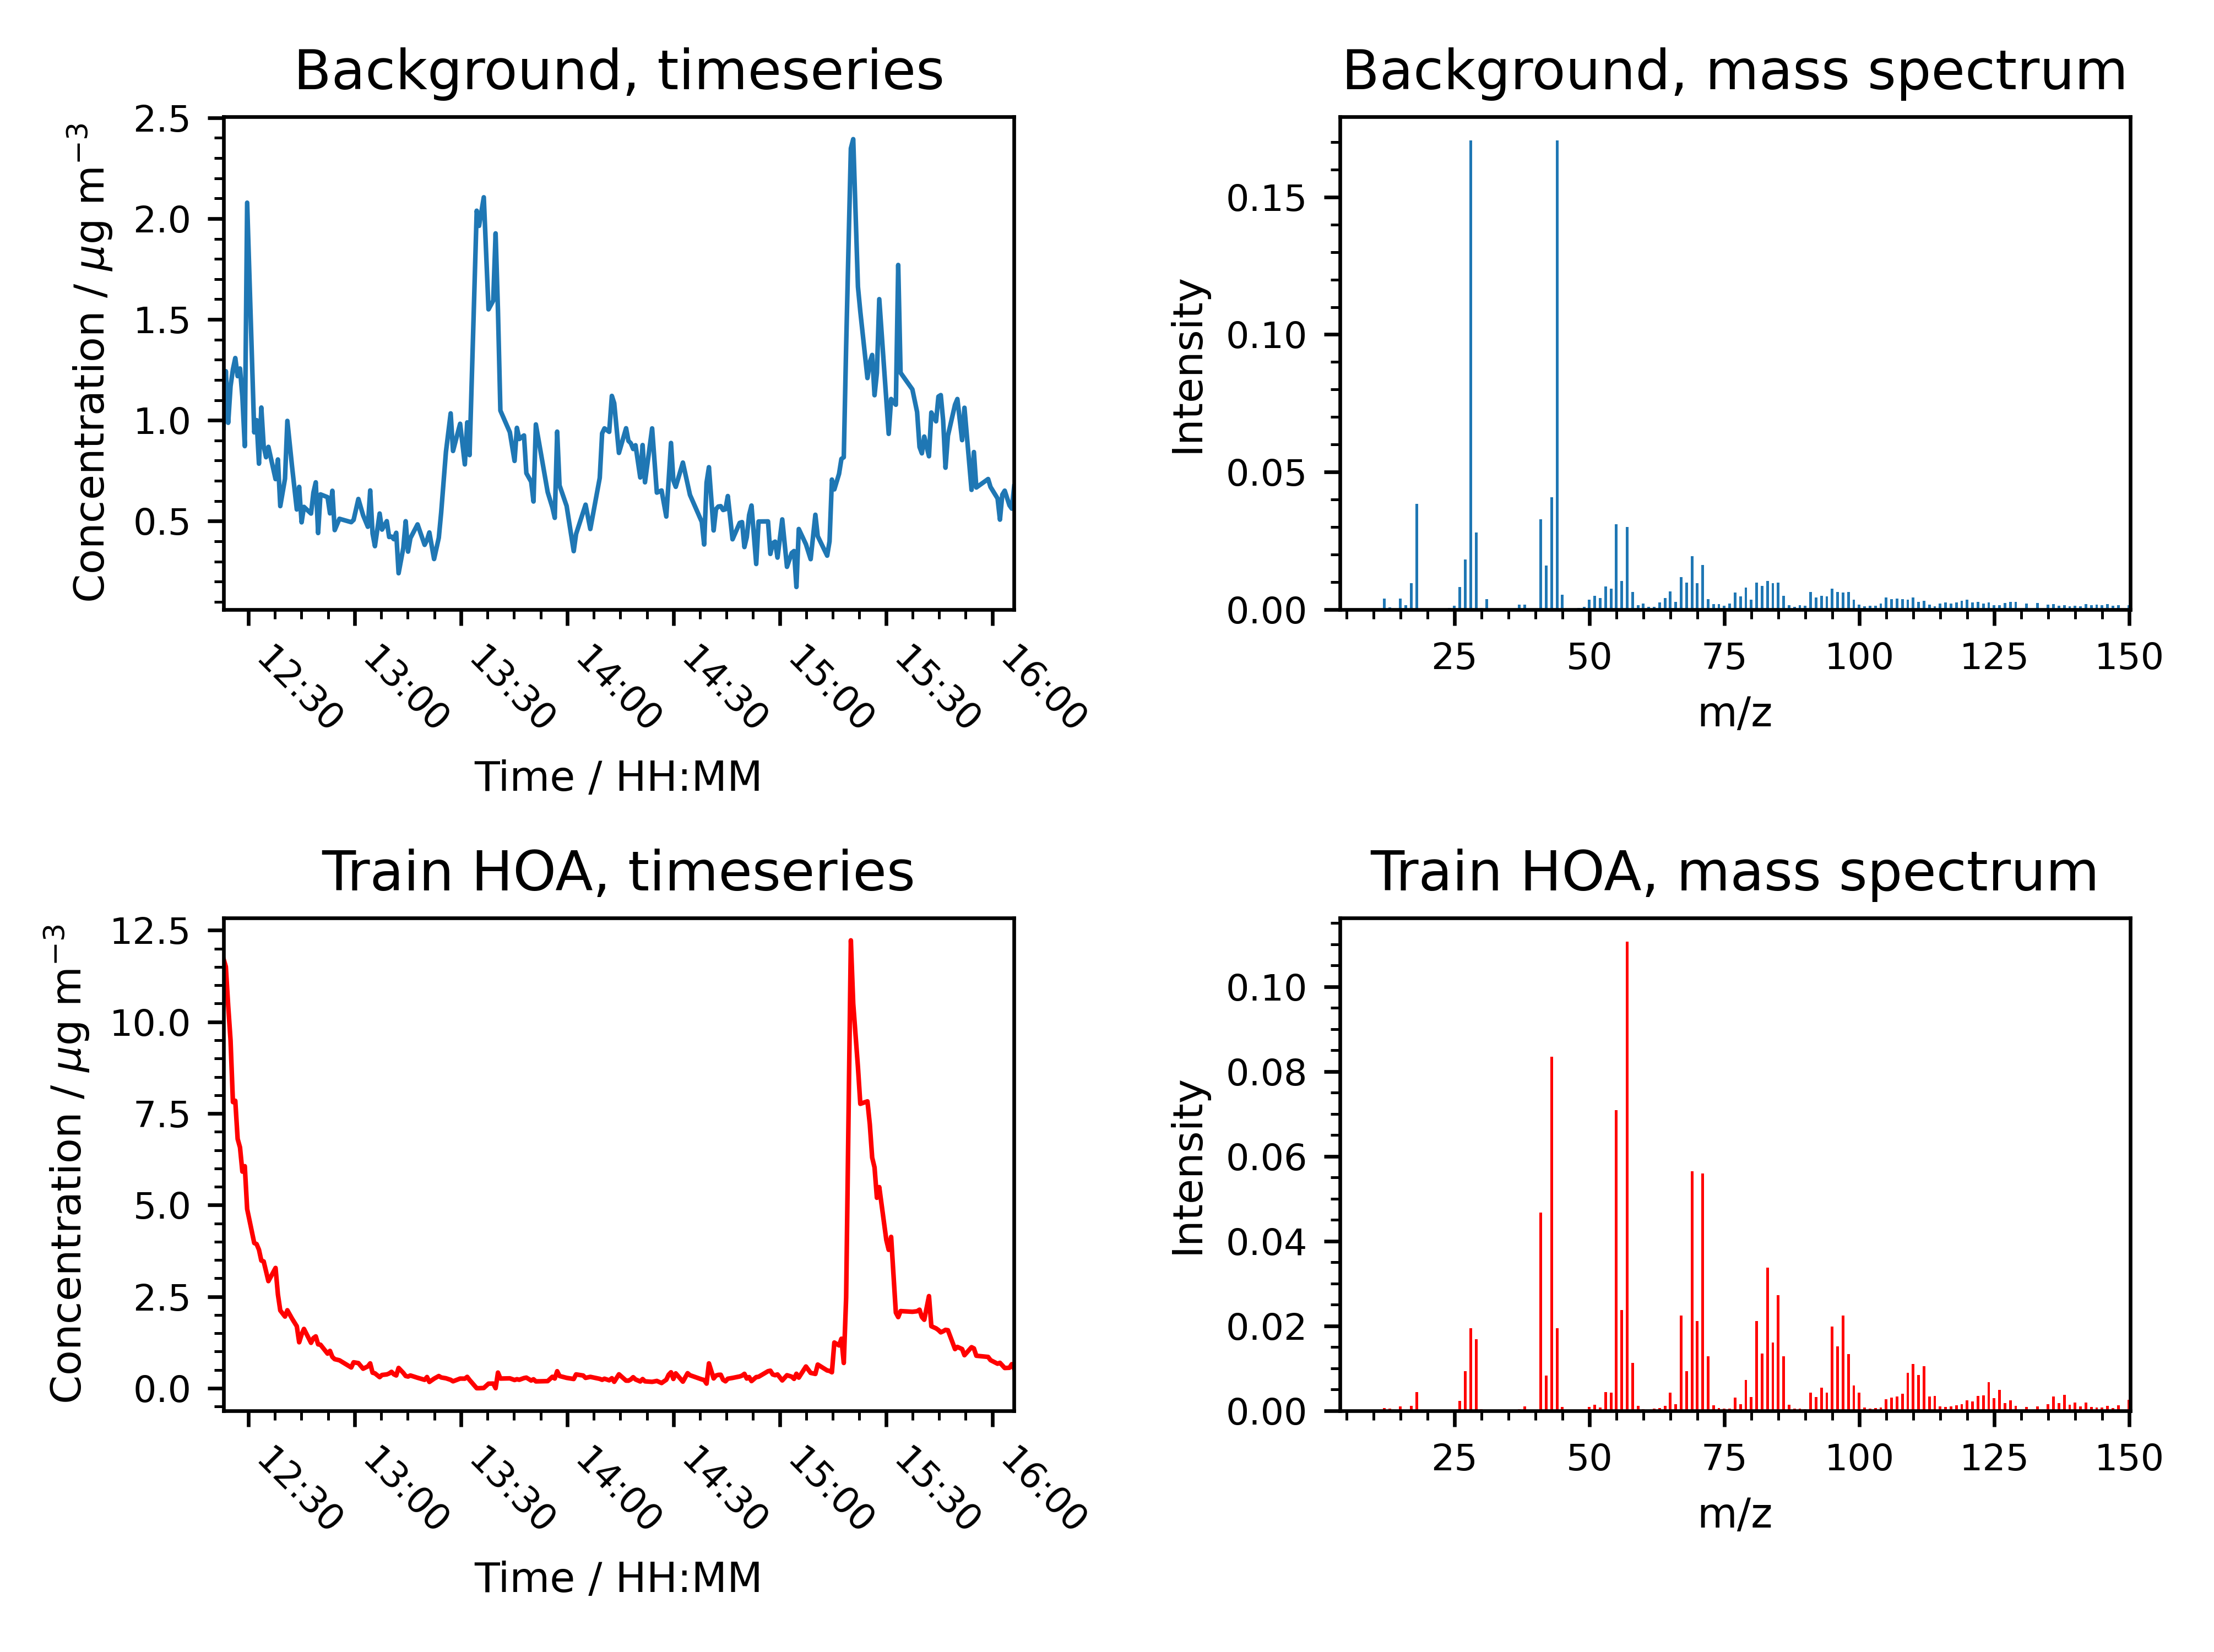 Background, timeseries
Concentration / μg m⁻³
2.5
2.0
1.5
1.0
0.5
12:30 13:00 13:30 14:00 14:30 15:00 15:30 16:00
Time / HH:MM
Background, mass spectrum
Intensity
0.15
0.10
0.05
0.00
25 50 75 100 125 150
m/z
Train HOA, timeseries
Concentration / μg m⁻³
12.5
10.0
7.5
5.0
2.5
0.0
12:30 13:00 13:30 14:00 14:30 15:00 15:30 16:00
Time / HH:MM
Train HOA, mass spectrum
Intensity
0.10
0.08
0.06
0.04
0.02
0.00
25 50 75 100 125 150
m/z